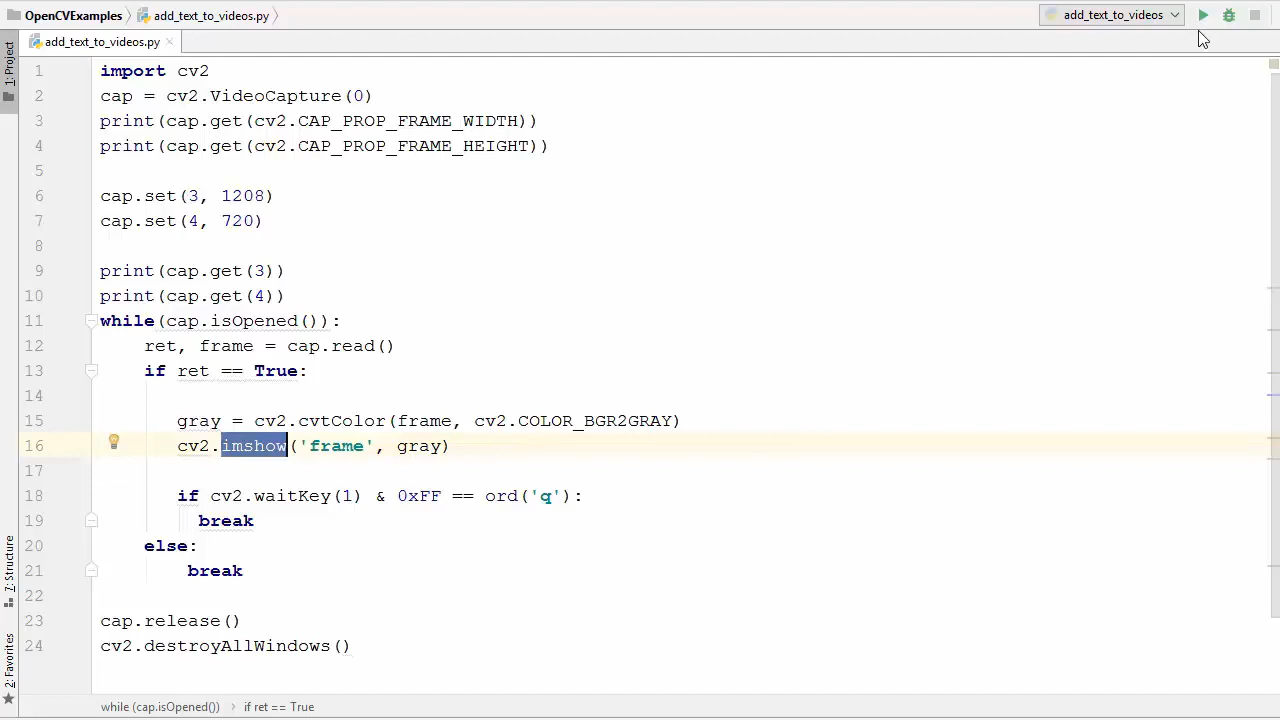 OpenCVExamples add_text_to_videos.py add_text_to_videos
add_text_to_videos.py
1: Project
7: Structure
2: Favorites
1 import cv2
2 cap = cv2.VideoCapture(0)
3 print(cap.get(cv2.CAP_PROP_FRAME_WIDTH))
4 print(cap.get(cv2.CAP_PROP_FRAME_HEIGHT))
5
6 cap.set(3, 1208)
7 cap.set(4, 720)
8
9 print(cap.get(3))
10 print(cap.get(4))
11 while(cap.isOpened()):
12 ret, frame = cap.read()
13 if ret == True:
14
15 gray = cv2.cvtColor(frame, cv2.COLOR_BGR2GRAY)
16 cv2.imshow('frame', gray)
17
18 if cv2.waitKey(1) & 0xFF == ord('q'):
19 break
20 else:
21 break
22
23 cap.release()
24 cv2.destroyAllWindows()
while (cap.isOpened()) if ret == True